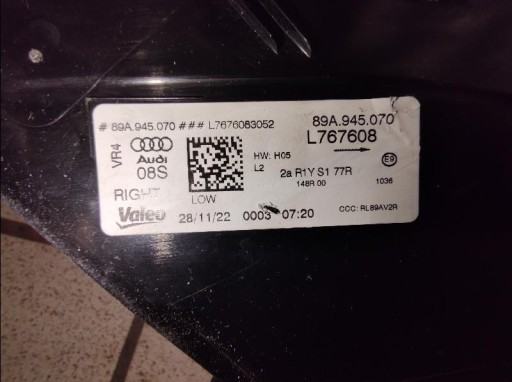 # 89A.945.070 ### L7676083052
89A.945.070
L767608
VR4
Audi
08S
HW: H05
L2
2a R1Y S1 77R
148R 00
E9
1036
RIGHT
LOW
Valeo
28/11/22 0003 07:20
CCC: RL89AV2R